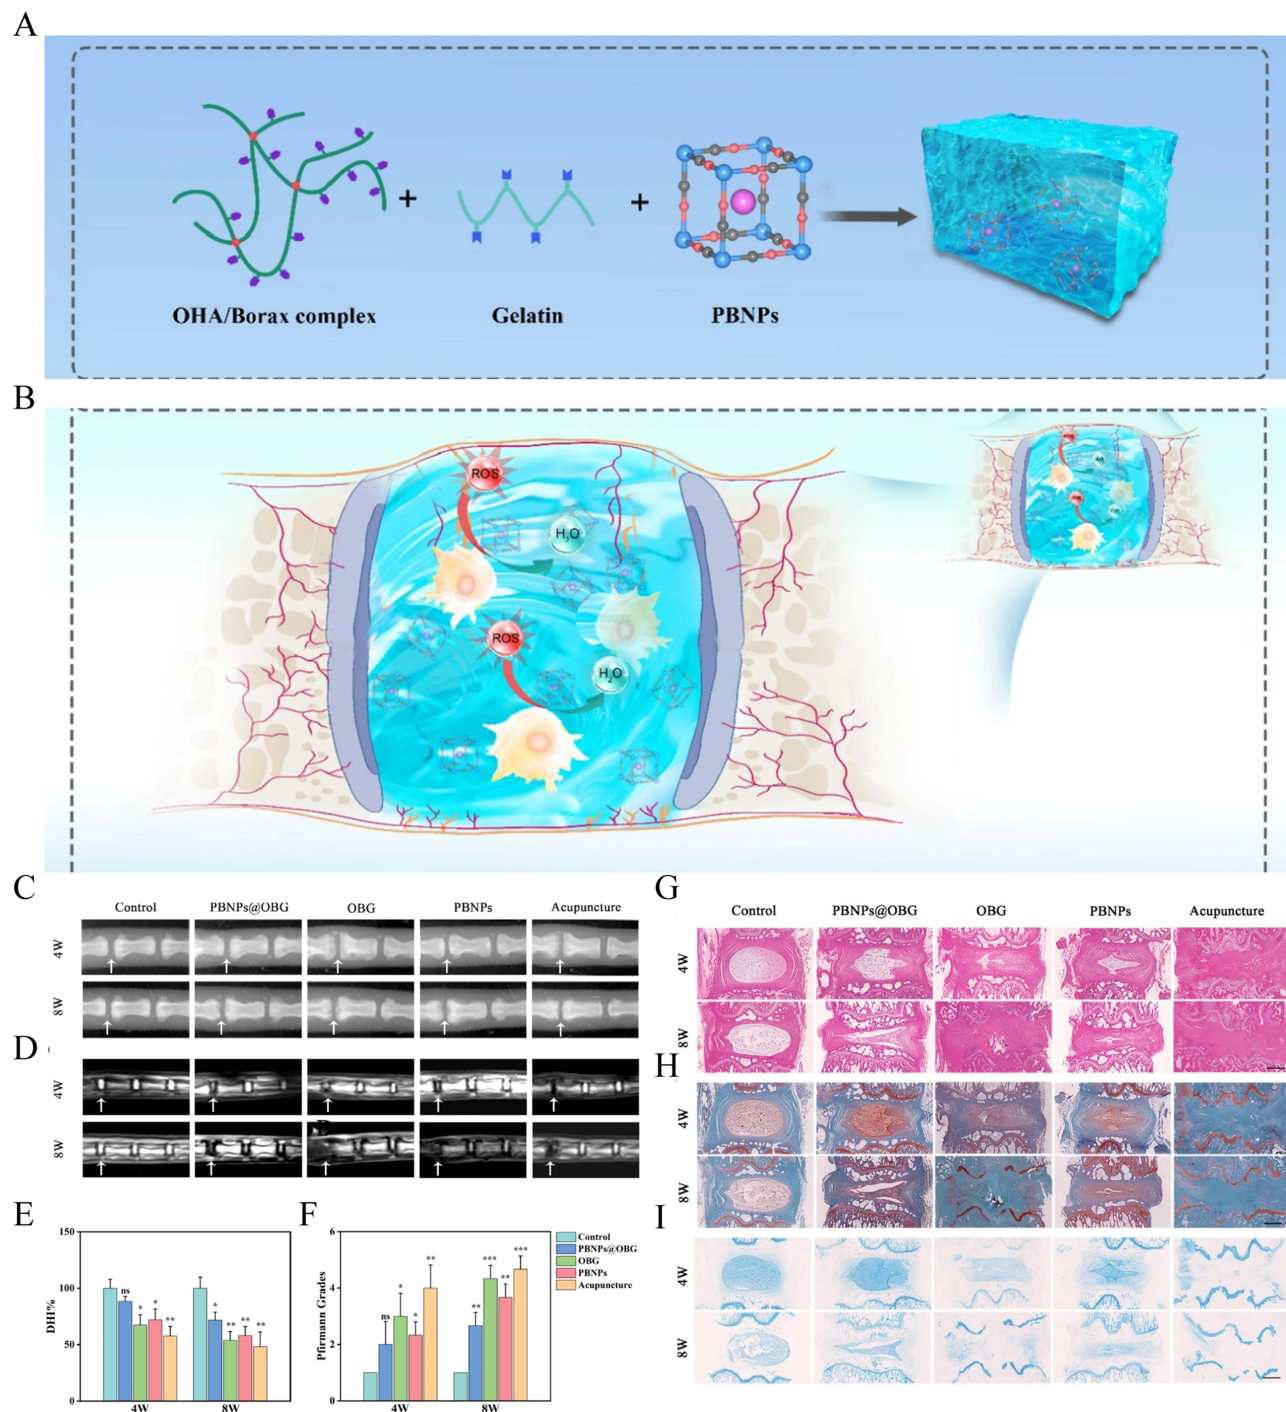 A
+
+
OHA/Borax complex
Gelatin
PBNPs
B
ROS
H₂O
ROS
H₂O
C
Control PBNPs@OBG OBG PBNPs Acupuncture
4W
8W
D
4W
8W
E
150
100
50
0
DHI%
ns
*
*
**
*
**
**
**
4W
8W
F
6
4
2
0
Pfirmann Grades
ns
*
*
**
**
***
**
***
4W
8W
Control
PBNPs@OBG
OBG
PBNPs
Acupuncture
G
Control PBNPs@OBG OBG PBNPs Acupuncture
4W
8W
H
4W
8W
I
4W
8W